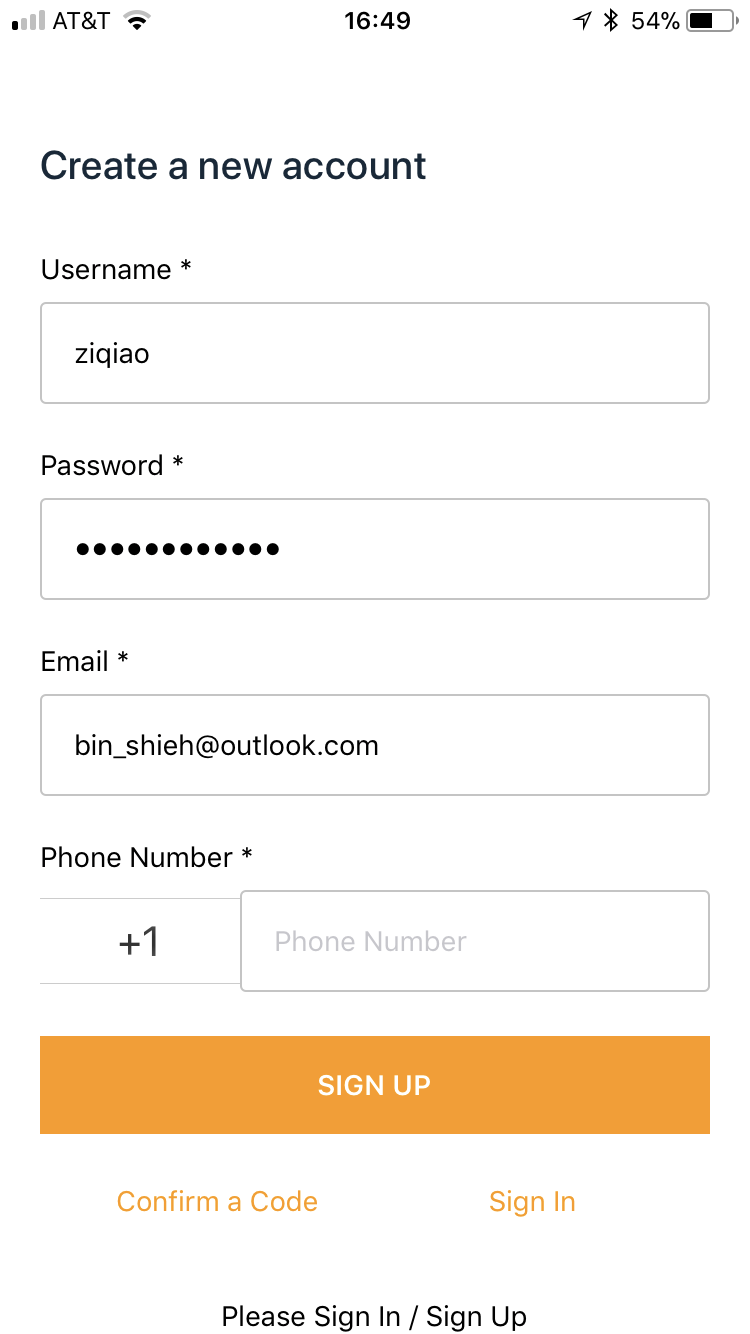 AT&T 16:49 54%
Create a new account
Username *
ziqiao
Password *
••••••••••••
Email *
bin_shieh@outlook.com
Phone Number *
+1 Phone Number
SIGN UP
Confirm a Code Sign In
Please Sign In / Sign Up